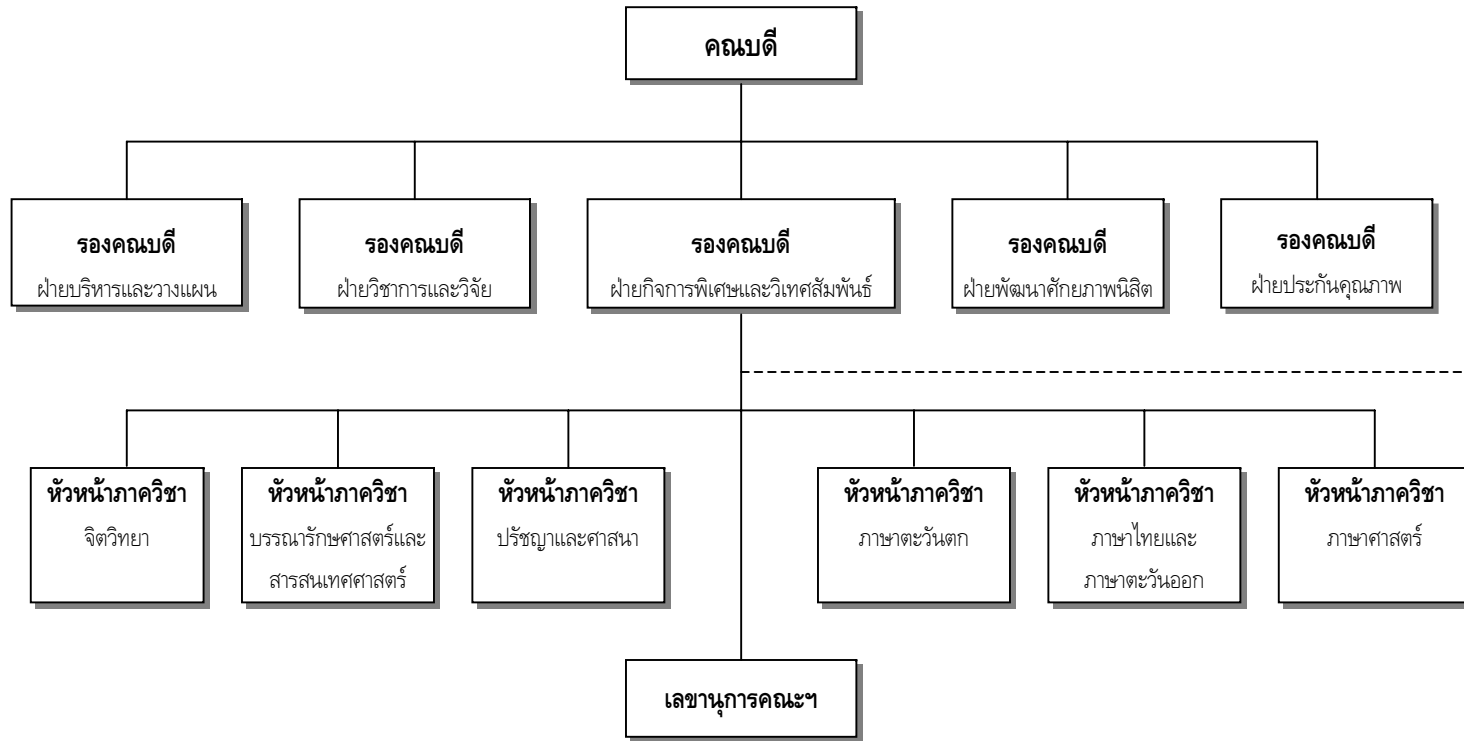 คณบดี
รองคณบดี
ฝ่ายบริหารและวางแผน
รองคณบดี
ฝ่ายวิชาการและวิจัย
รองคณบดี
ฝ่ายกิจการพิเศษและวิเทศสัมพันธ์
รองคณบดี
ฝ่ายพัฒนาศักยภาพนิสิต
รองคณบดี
ฝ่ายประกันคุณภาพ
หัวหน้าภาควิชา
จิตวิทยา
หัวหน้าภาควิชา
บรรณารักษศาสตร์และ
สารสนเทศศาสตร์
หัวหน้าภาควิชา
ปรัชญาและศาสนา
หัวหน้าภาควิชา
ภาษาตะวันตก
หัวหน้าภาควิชา
ภาษาไทยและ
ภาษาตะวันออก
หัวหน้าภาควิชา
ภาษาศาสตร์
เลขานุการคณะฯ